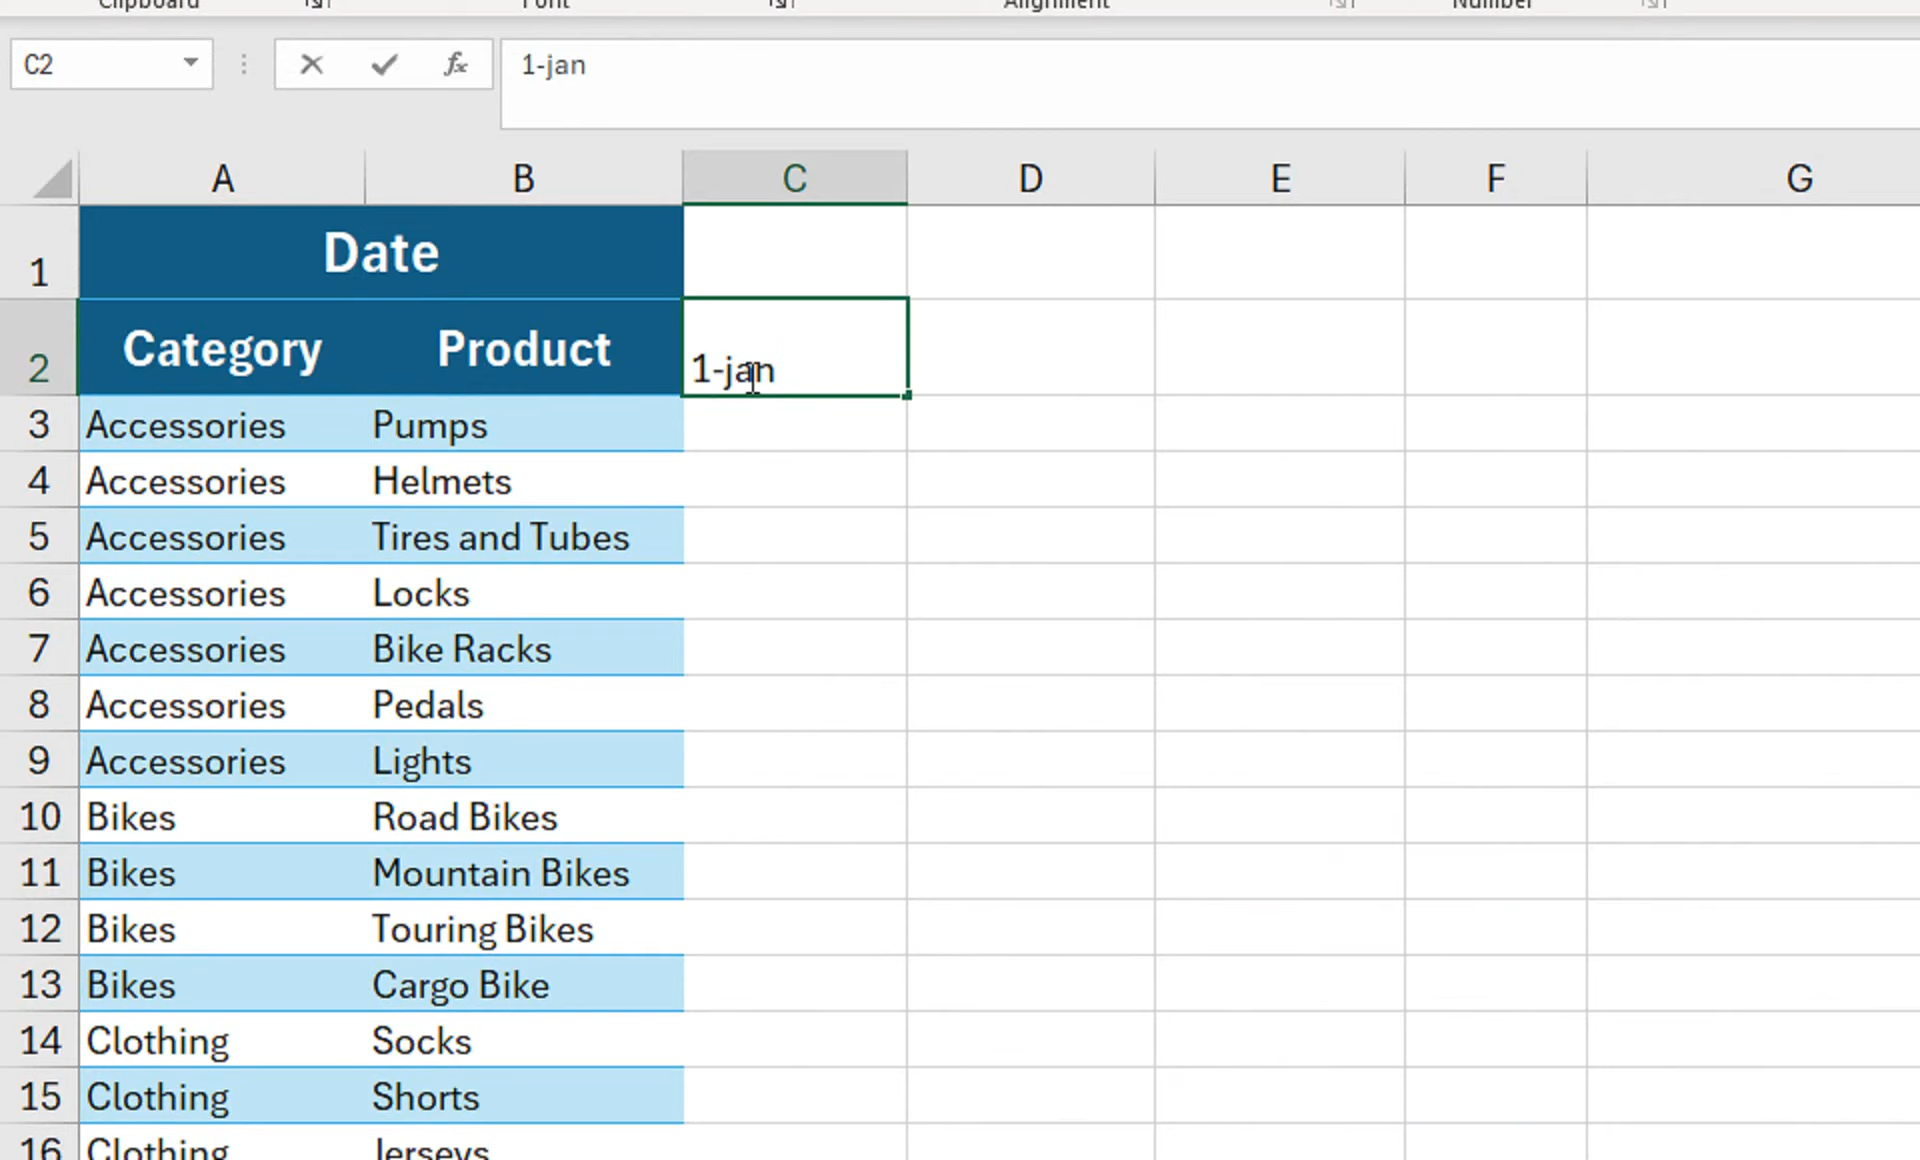 Clipboard Font Alignment Number
C2 fx 1-jan
A B C D E F G
1 Date
2 Category Product 1-jan
3 Accessories Pumps
4 Accessories Helmets
5 Accessories Tires and Tubes
6 Accessories Locks
7 Accessories Bike Racks
8 Accessories Pedals
9 Accessories Lights
10 Bikes Road Bikes
11 Bikes Mountain Bikes
12 Bikes Touring Bikes
13 Bikes Cargo Bike
14 Clothing Socks
15 Clothing Shorts
16 Clothing Jerseys